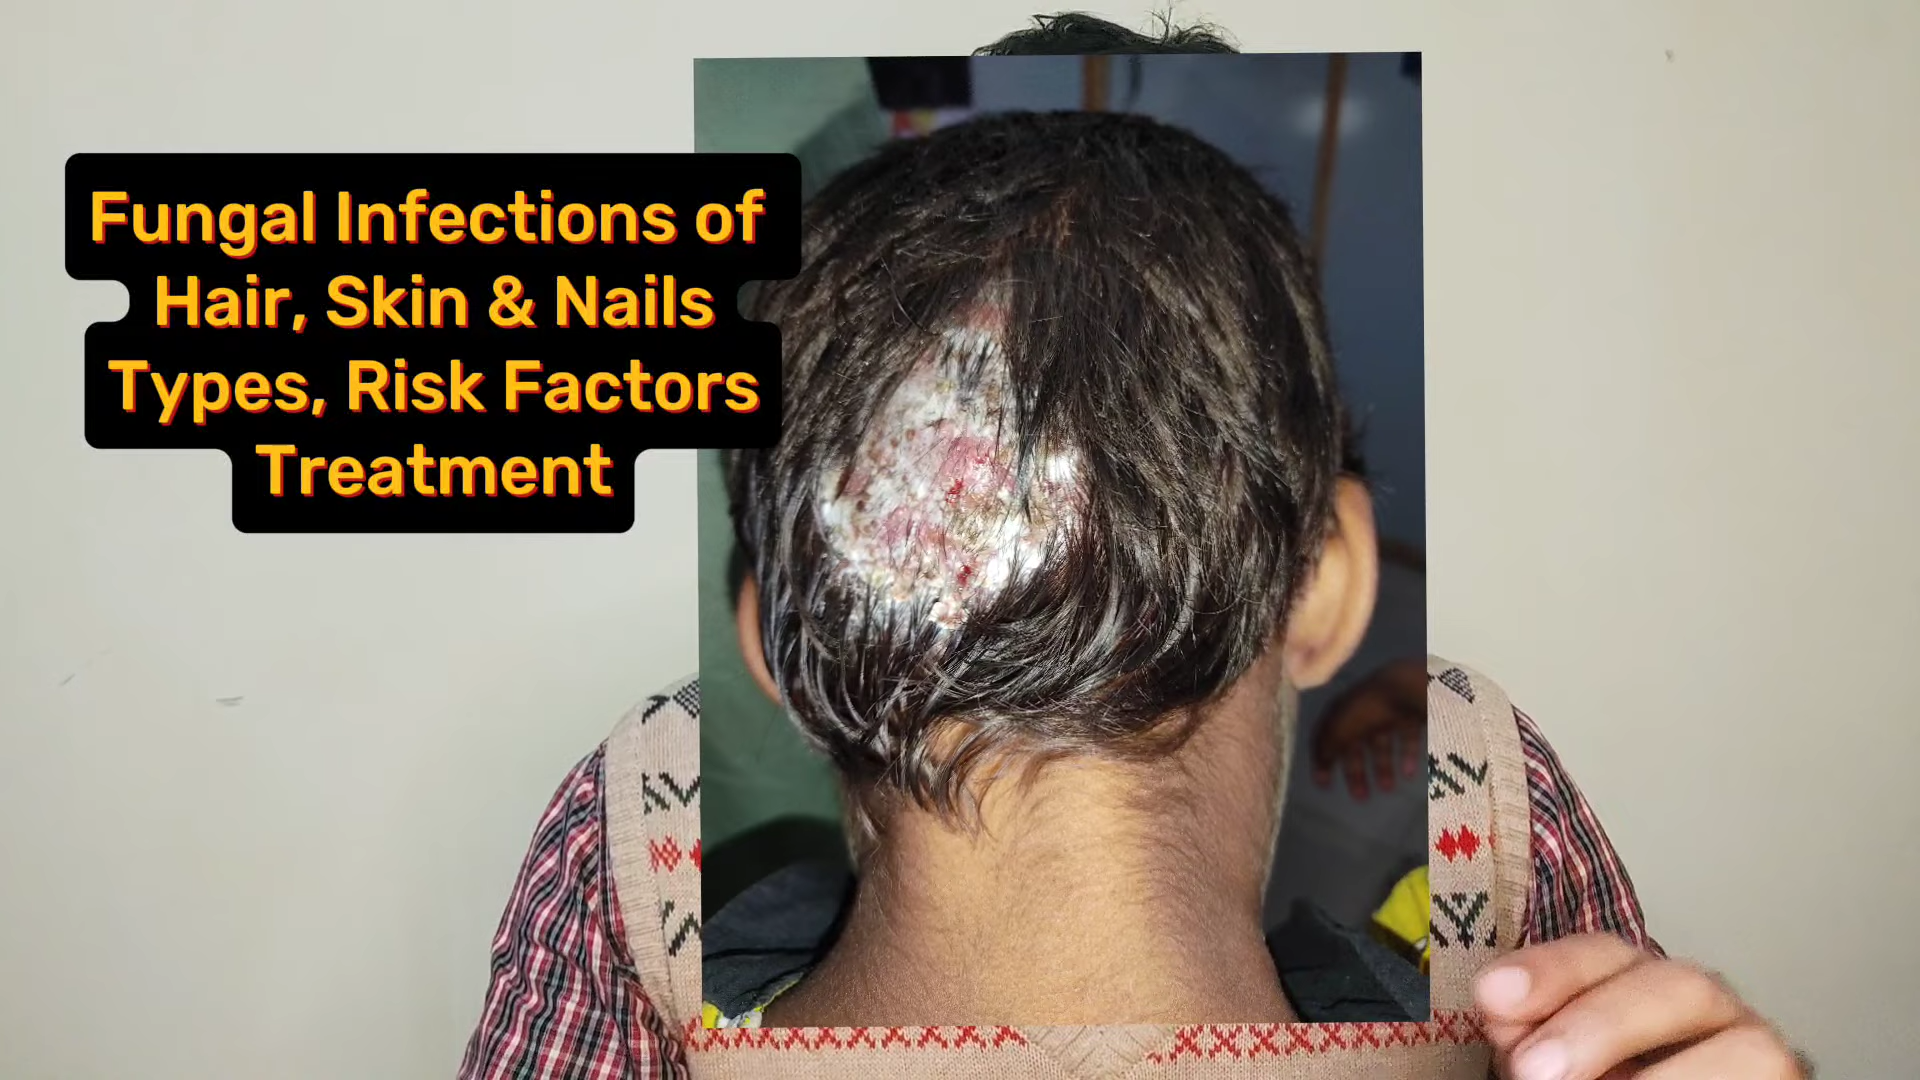 Fungal Infections of
Hair, Skin & Nails
Types, Risk Factors
Treatment